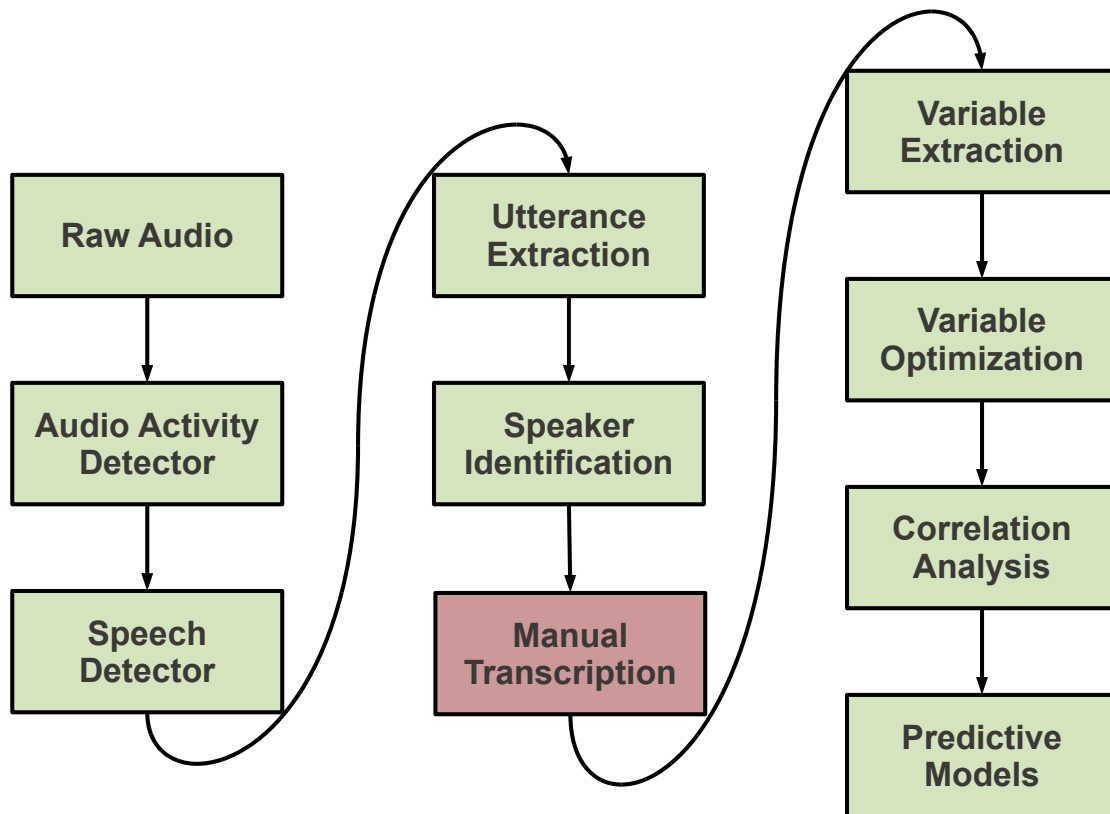 Raw Audio
Audio Activity
Detector
Speech
Detector
Utterance
Extraction
Speaker
Identification
Manual
Transcription
Variable
Extraction
Variable
Optimization
Correlation
Analysis
Predictive
Models